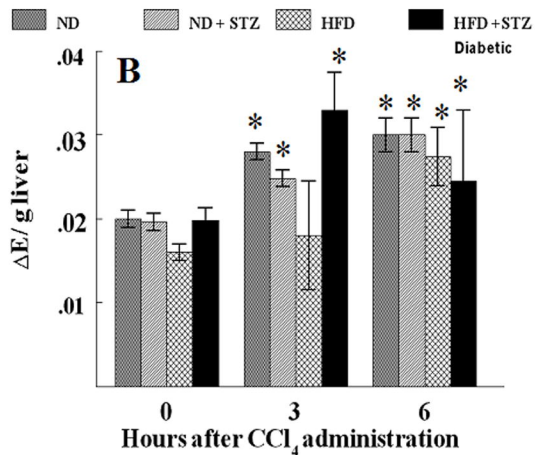 ND ND + STZ HFD HFD +STZ
Diabetic
B
.04
.03
.02
.01
ΔE/ g liver
* * *
* * * *
0 3 6
Hours after CCl₄ administration